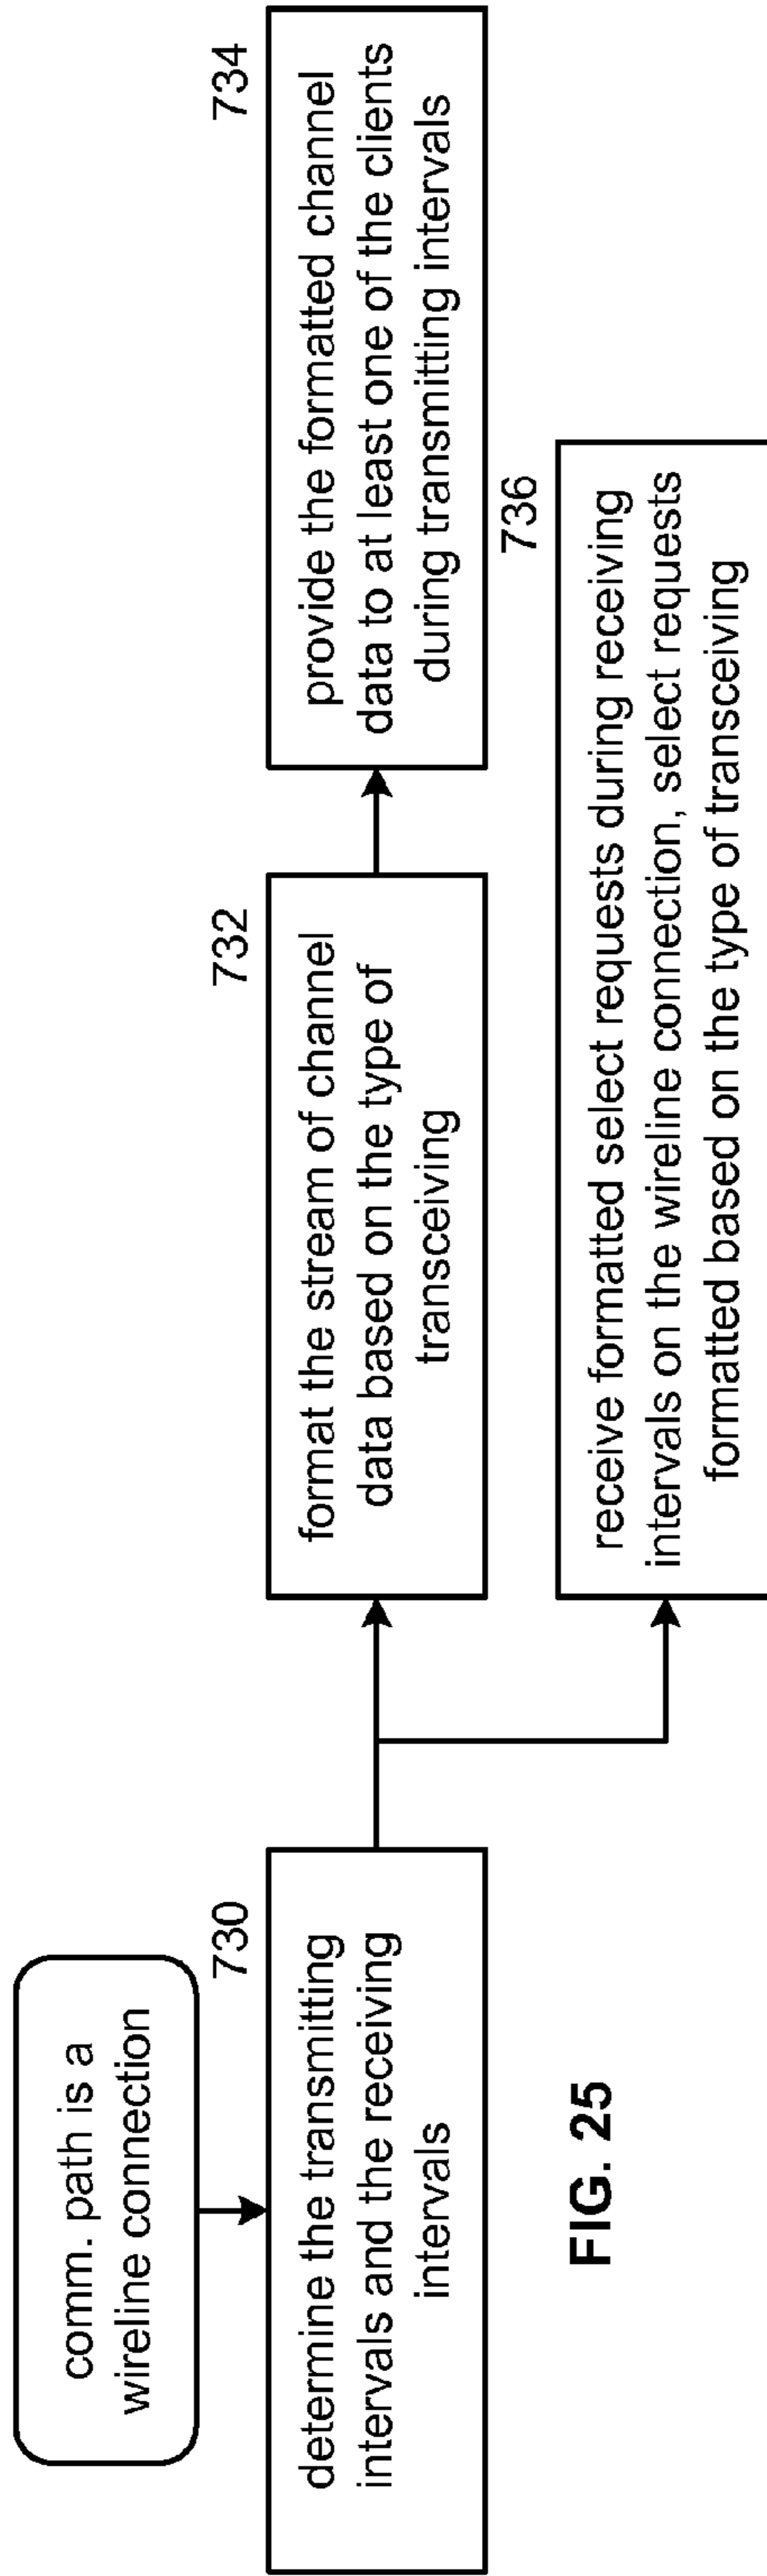 comm. path is a
wireline connection
730
determine the transmitting
intervals and the receiving
intervals
732
format the stream of channel
data based on the type of
transceiving
734
provide the formatted channel
data to at least one of the clients
during transmitting intervals
736
receive formatted select requests during receiving
intervals on the wireline connection, select requests
formatted based on the type of transceiving
FIG. 25